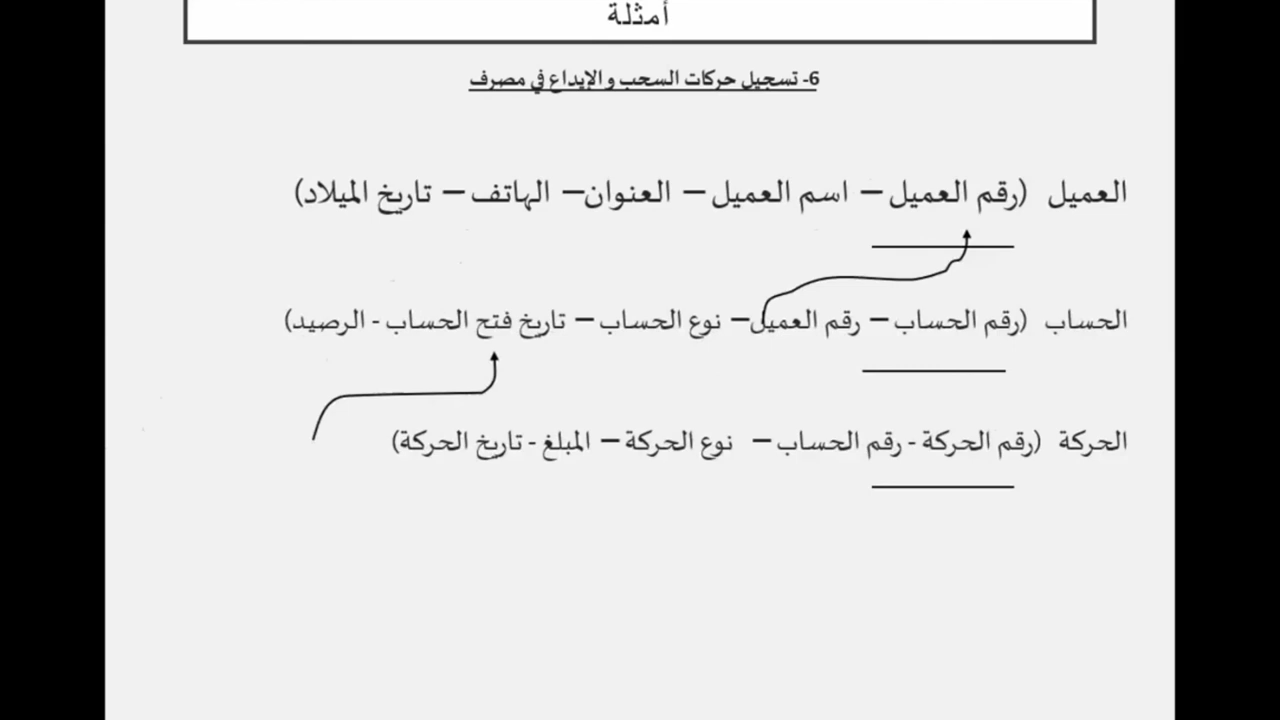 أمثلة
6- تسجيل حركات السحب والإيداع في مصرف
العميل (رقم العميل – اسم العميل – العنوان– الهاتف – تاريخ الميلاد)
الحساب (رقم الحساب – رقم العميل– نوع الحساب – تاريخ فتح الحساب - الرصيد)
الحركة (رقم الحركة - رقم الحساب – نوع الحركة – المبلغ - تاريخ الحركة)